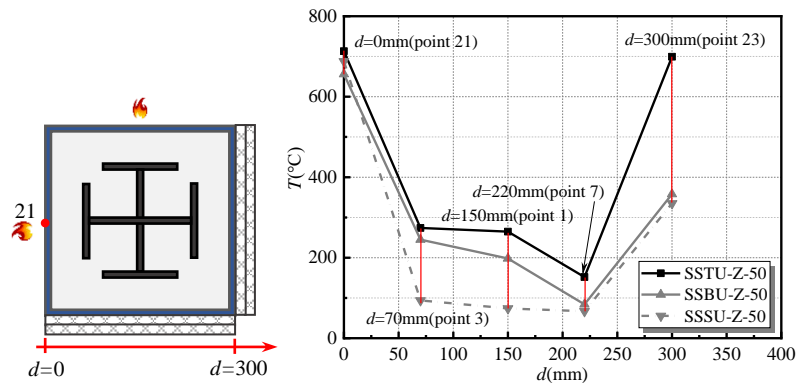 21
d=0
d=300
800
700
600
400
200
100
0
T(°C)
0
50
100
150
200
250
300
350
400
d(mm)
d=0mm(point 21)
d=300mm(point 23)
d=220mm(point 7)
d=150mm(point 1)
d=70mm(point 3)
SSTU-Z-50
SSBU-Z-50
SSSU-Z-50